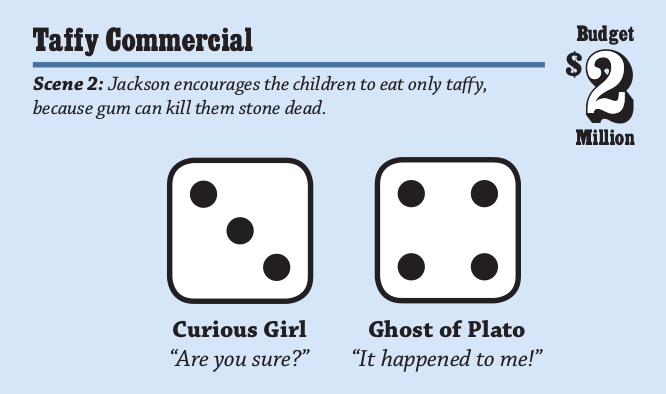 Taffy Commercial
Budget
$2
Million
Scene 2: Jackson encourages the children to eat only taffy,
because gum can kill them stone dead.
Curious Girl
“Are you sure?”
Ghost of Plato
“It happened to me!”